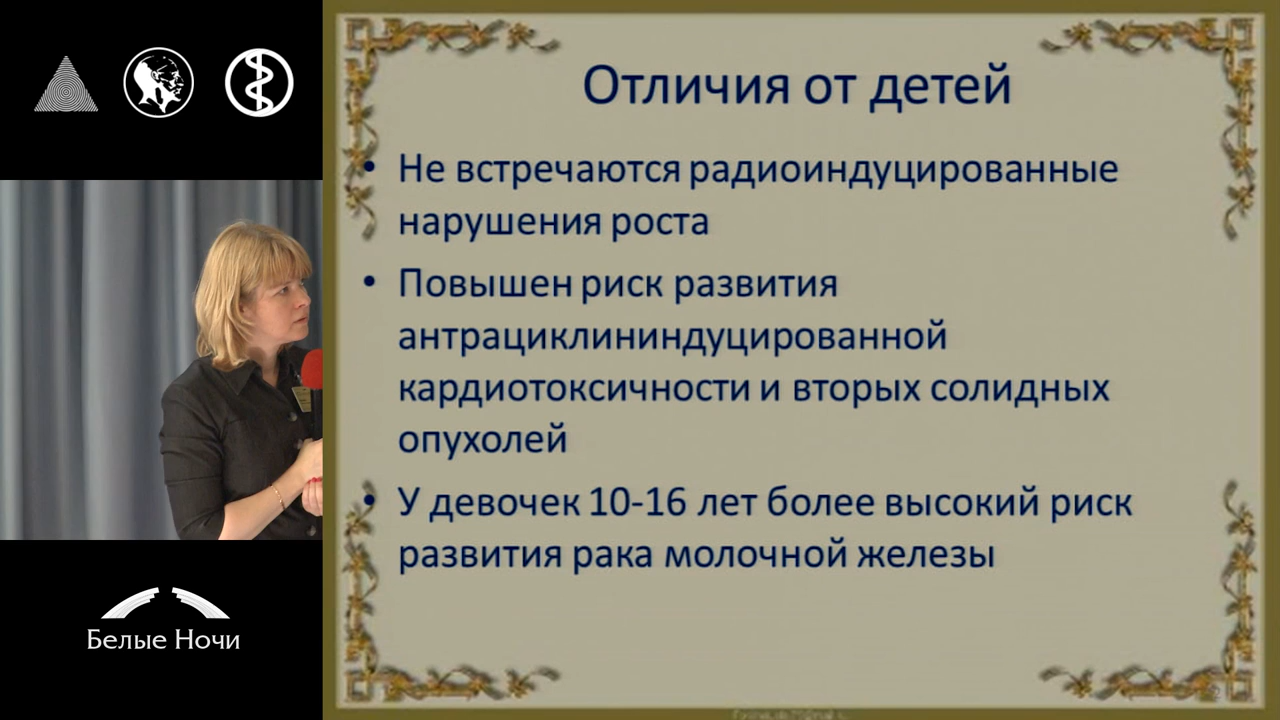 Отличия от детей
• Не встречаются радиоиндуцированные
нарушения роста
• Повышен риск развития
антрациклининдуцированной
кардиотоксичности и вторых солидных
опухолей
• У девочек 10-16 лет более высокий риск
развития рака молочной железы
Белые Ночи